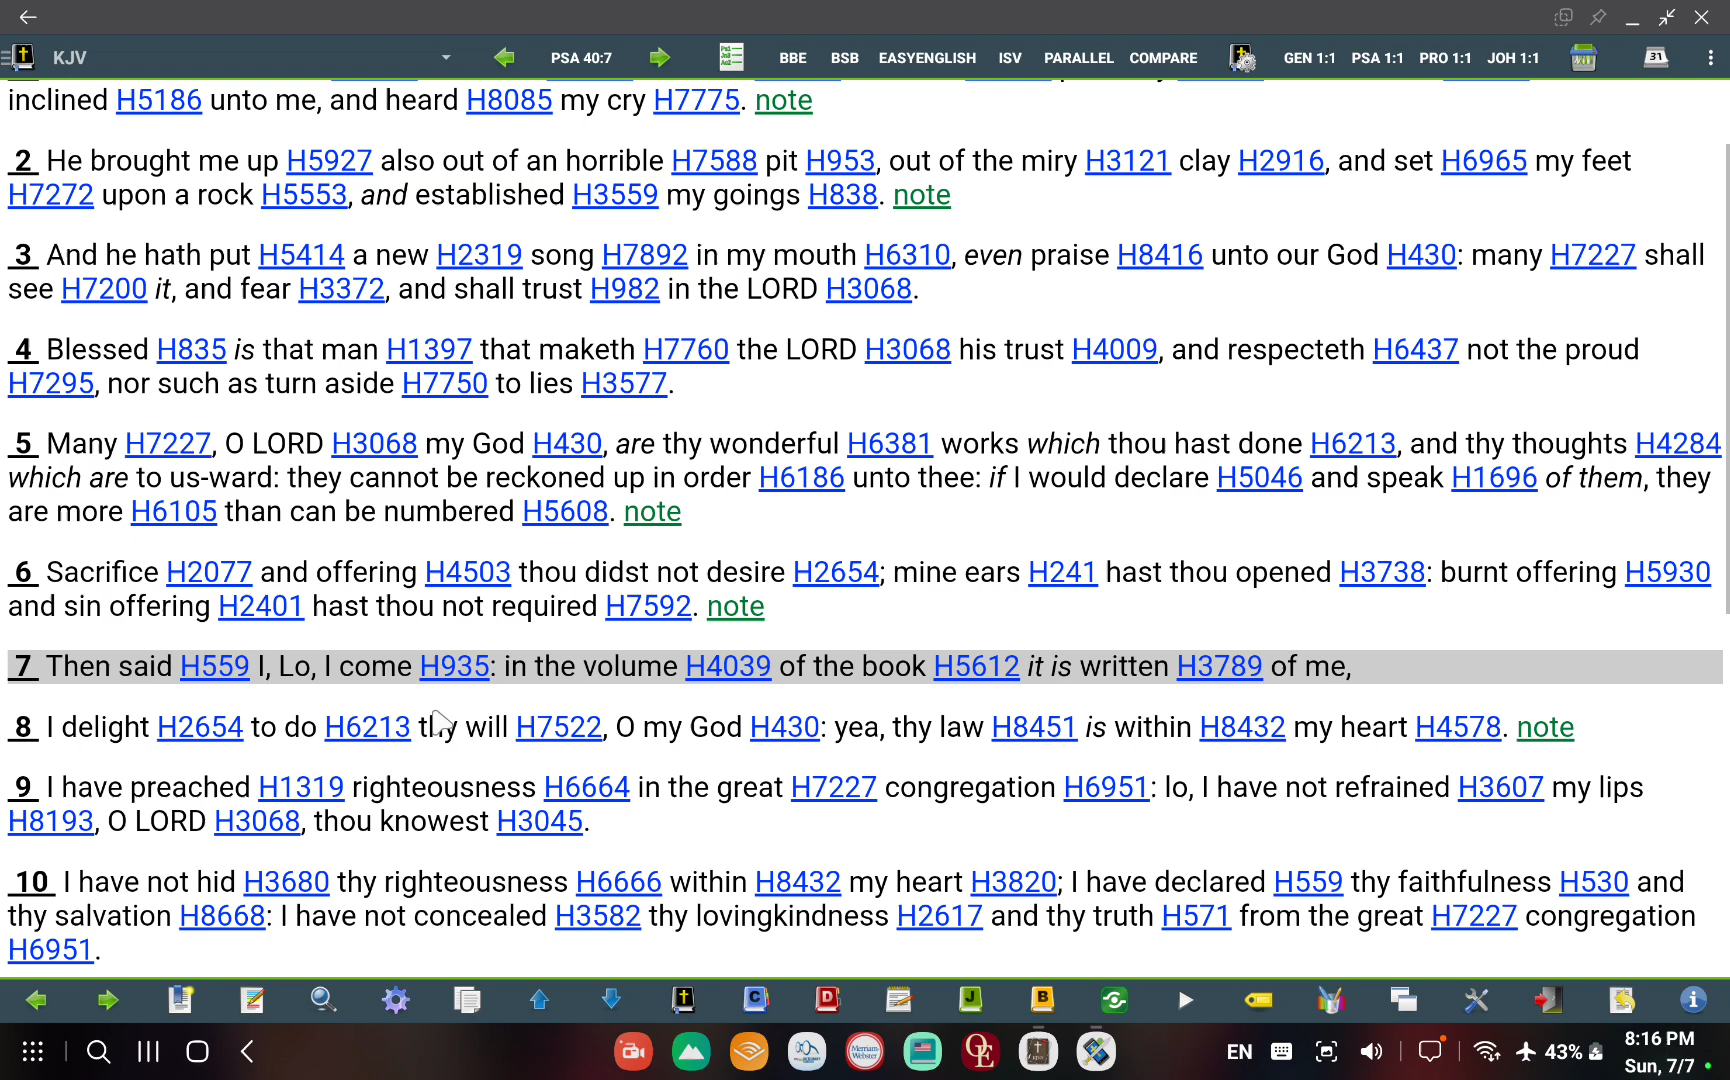 KJV PSA 40:7 BBE BSB EASYENGLISH ISV PARALLEL COMPARE GEN 1:1 PSA 1:1 PRO 1:1 JOH 1:1 31
inclined H5186 unto me, and heard H8085 my cry H7775. note
2 He brought me up H5927 also out of an horrible H7588 pit H953, out of the miry H3121 clay H2916, and set H6965 my feet
H7272 upon a rock H5553, and established H3559 my goings H838. note
3 And he hath put H5414 a new H2319 song H7892 in my mouth H6310, even praise H8416 unto our God H430: many H7227 shall
see H7200 it, and fear H3372, and shall trust H982 in the LORD H3068.
4 Blessed H835 is that man H1397 that maketh H7760 the LORD H3068 his trust H4009, and respecteth H6437 not the proud
H7295, nor such as turn aside H7750 to lies H3577.
5 Many H7227, O LORD H3068 my God H430, are thy wonderful H6381 works which thou hast done H6213, and thy thoughts H4284
which are to us-ward: they cannot be reckoned up in order H6186 unto thee: if I would declare H5046 and speak H1696 of them, they
are more H6105 than can be numbered H5608. note
6 Sacrifice H2077 and offering H4503 thou didst not desire H2654; mine ears H241 hast thou opened H3738: burnt offering H5930
and sin offering H2401 hast thou not required H7592. note
7 Then said H559 I, Lo, I come H935: in the volume H4039 of the book H5612 it is written H3789 of me,
8 I delight H2654 to do H6213 thy will H7522, O my God H430: yea, thy law H8451 is within H8432 my heart H4578. note
9 I have preached H1319 righteousness H6664 in the great H7227 congregation H6951: lo, I have not refrained H3607 my lips
H8193, O LORD H3068, thou knowest H3045.
10 I have not hid H3680 thy righteousness H6666 within H8432 my heart H3820; I have declared H559 thy faithfulness H530 and
thy salvation H8668: I have not concealed H3582 thy lovingkindness H2617 and thy truth H571 from the great H7227 congregation
H6951.
C D J B
Merriam-Webster OE EN 43% 8:16 PM
Sun, 7/7